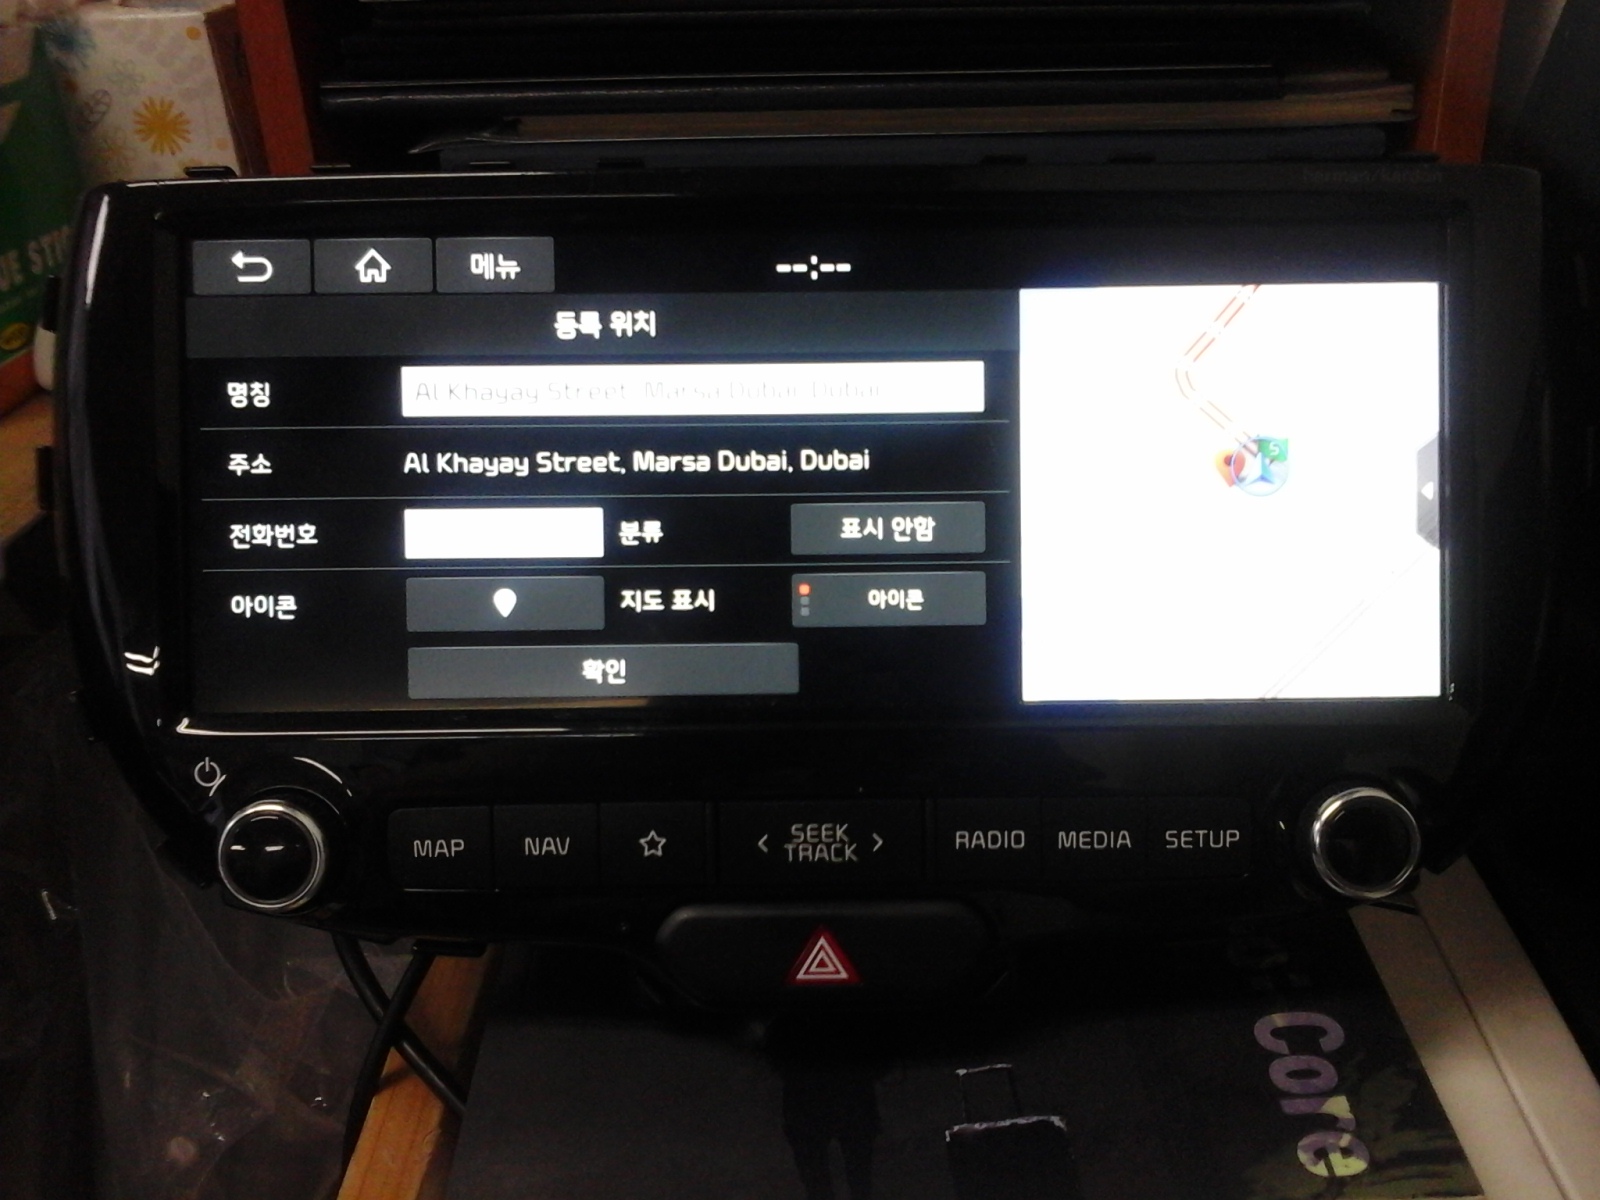 harman/kardon
메뉴
--:--
등록 위치
명칭
Al Khayay Street, Marsa Dubai, Dubai
주소
Al Khayay Street, Marsa Dubai, Dubai
전화번호
분류
표시 안함
아이콘
지도 표시
아이콘
확인
S
MAP
NAV
< SEEK >
TRACK
RADIO
MEDIA
SETUP
Core